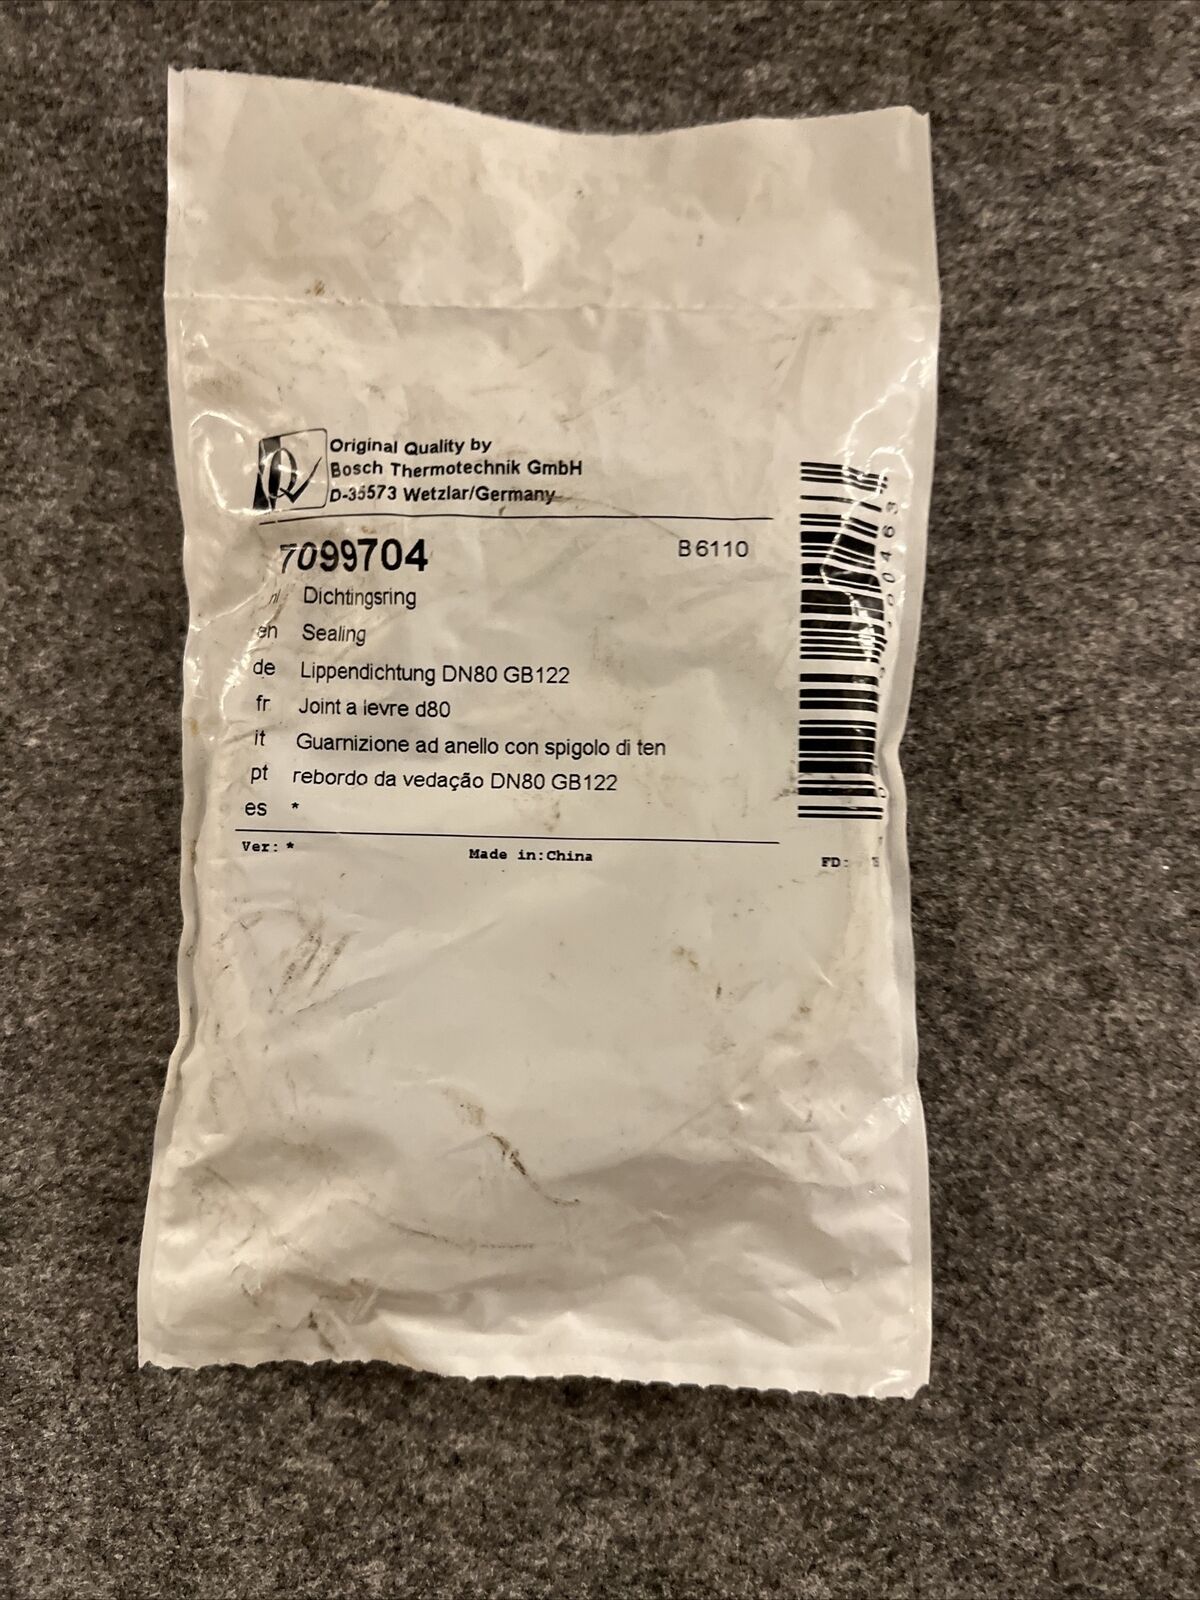 Original Quality by
Bosch Thermotechnik GmbH
D-35573 Wetzlar/Germany
7099704
B6110
nl Dichtingsring
en Sealing
de Lippendichtung DN80 GB122
fr Joint a levre d80
it Guarnizione ad anello con spigolo di ten
pt rebordo da vedação DN80 GB122
es *
Ver: *
Made in:China
FD: